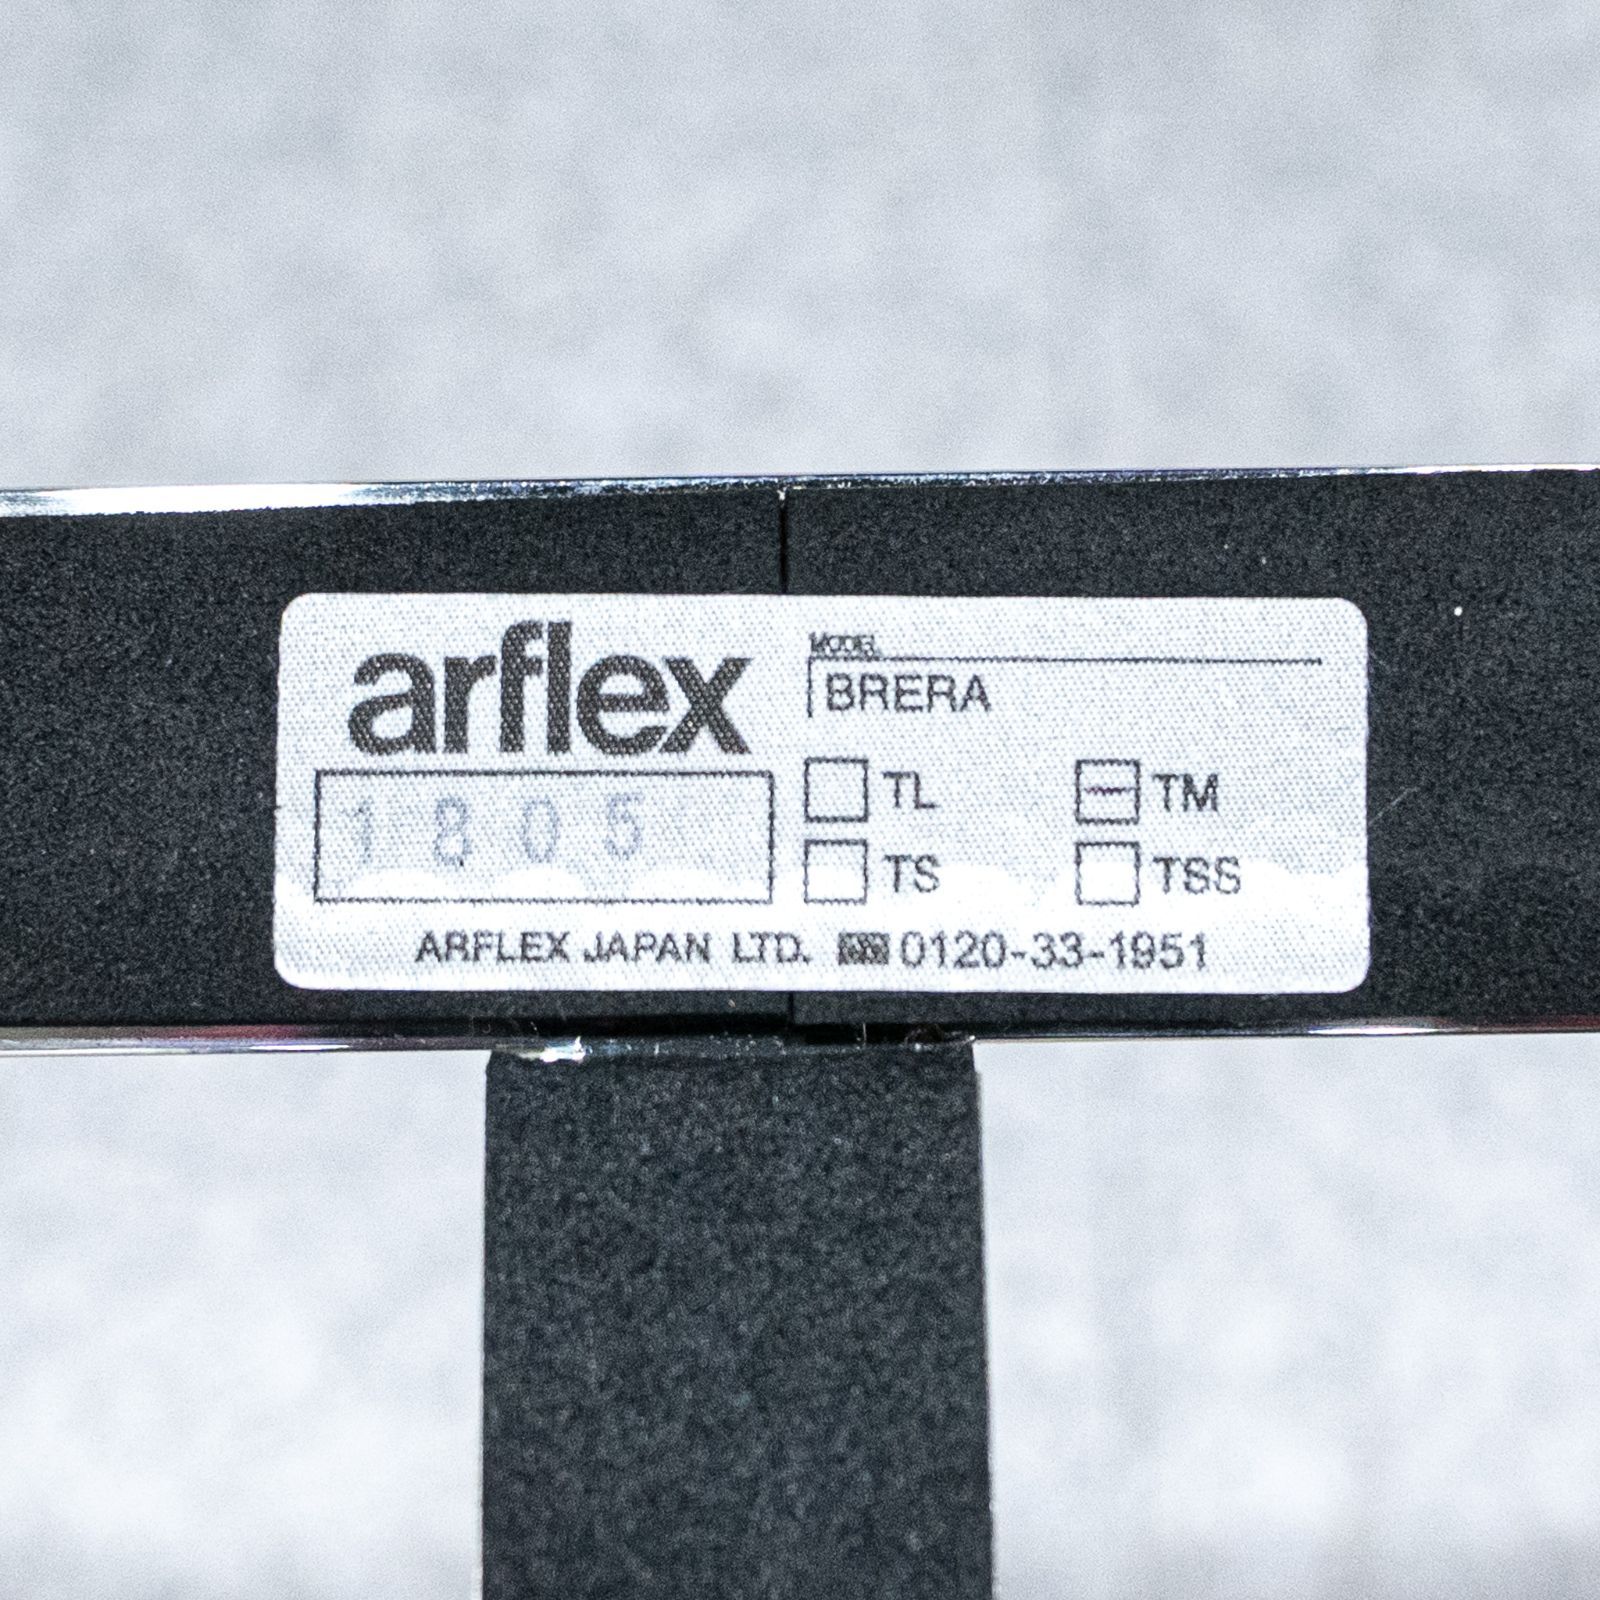 arflex
MODEL
BRERA
1805
TL
TM
TS
TSS
ARFLEX JAPAN LTD. 0120-33-1951